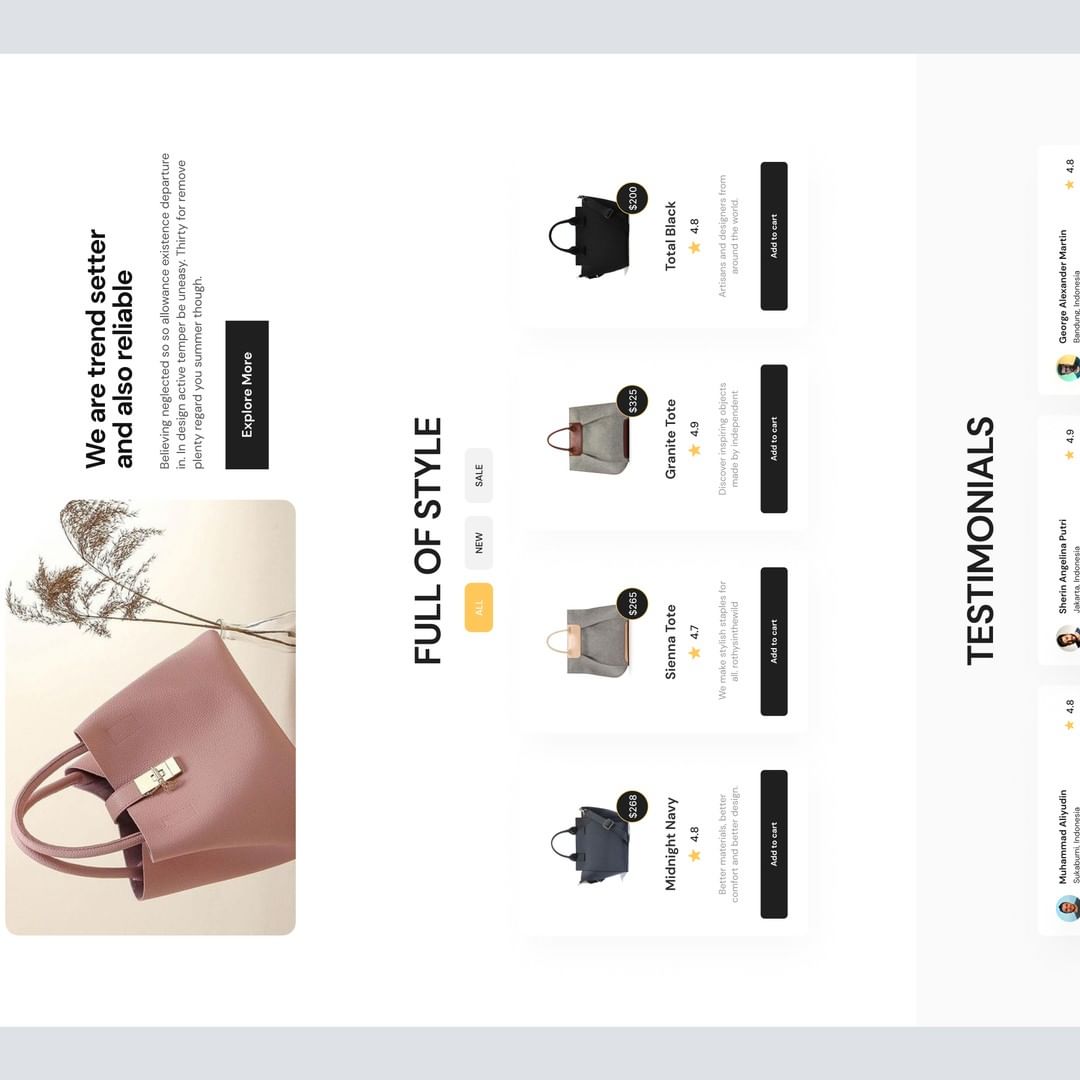 We are trend setter
and also reliable
Believing neglected so so allowance existence departure
in. In design active temper be uneasy. Thirty for remove
plenty regard you summer though.
Explore More
FULL OF STYLE
ALL
NEW
SALE
$268
$265
$325
$200
Midnight Navy
Sienna Tote
Granite Tote
Total Black
4.8
4.7
4.9
4.8
Better materials, better
comfort and better design.
We make stylish staples for
all. rothysinthewild
Discover inspiring objects
made by independent
Artisans and designers from
around the world.
Add to cart
Add to cart
Add to cart
Add to cart
TESTIMONIALS
Muhammad Aliyudin
Sukabumi, Indonesia
4.8
Sherin Angelina Putri
Jakarta, Indonesia
4.9
George Alexander Martin
Bandung, Indonesia
4.8